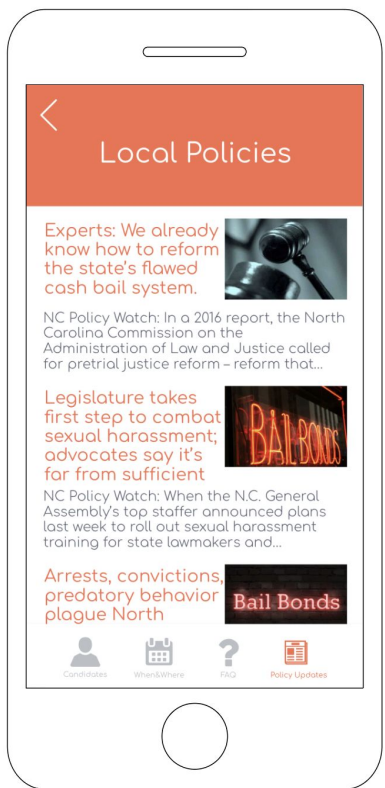 Local Policies
Experts: We already
know how to reform
the state's flawed
cash bail system.
NC Policy Watch: In a 2016 report, the North
Carolina Commission on the
Administration of Law and Justice called
for pretrial justice reform – reform that...
Legislature takes
first step to combat
sexual harassment;
advocates say it's
far from sufficient
BAIL BONDS
NC Policy Watch: When the N.C. General
Assembly's top staffer announced plans
last week to roll out sexual harassment
training for state lawmakers and...
Arrests, convictions,
predatory behavior
plague North
Bail Bonds
Candidates
When&Where
FAQ
Policy Updates